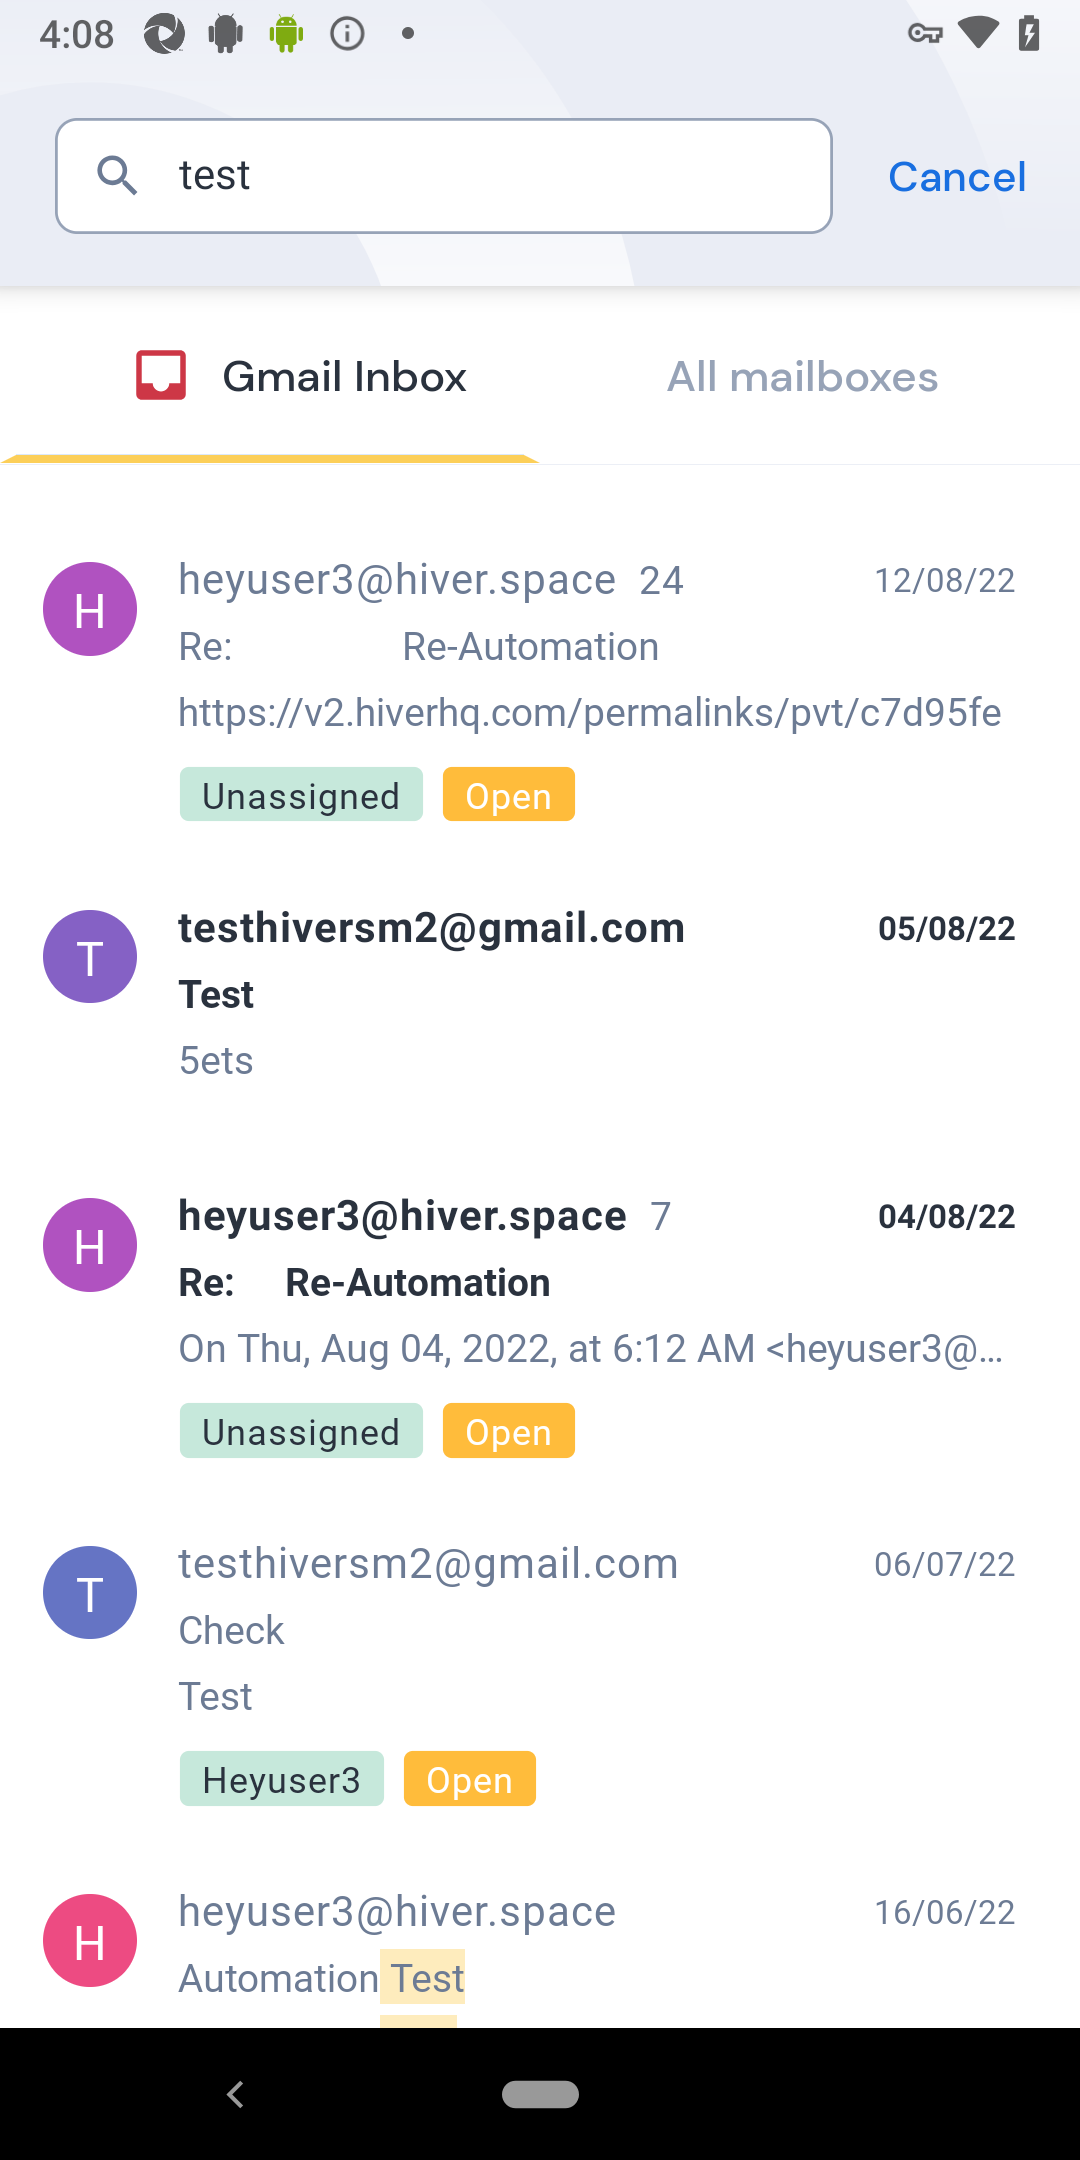 4:08
test
Cancel
Gmail Inbox
All mailboxes
H
heyuser3@hiver.space 24
12/08/22
Re: Re-Automation
https://v2.hiverhq.com/permalinks/pvt/c7d95fe
Unassigned
Open
T
testhiversm2@gmail.com
05/08/22
Test
5ets
H
heyuser3@hiver.space 7
04/08/22
Re: Re-Automation
On Thu, Aug 04, 2022, at 6:12 AM <heyuser3@...
Unassigned
Open
T
testhiversm2@gmail.com
06/07/22
Check
Test
Heyuser3
Open
H
heyuser3@hiver.space
16/06/22
Automation Test